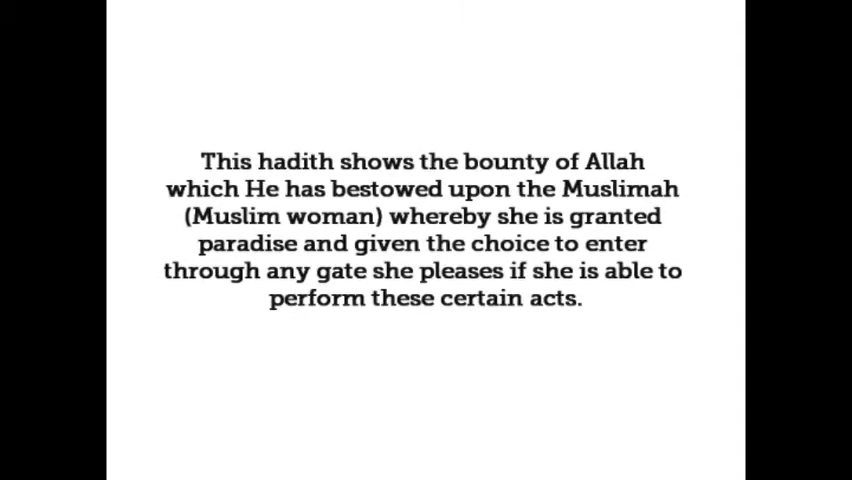 This hadith shows the bounty of Allah
which He has bestowed upon the Muslimah
(Muslim woman) whereby she is granted
paradise and given the choice to enter
through any gate she pleases if she is able to
perform these certain acts.